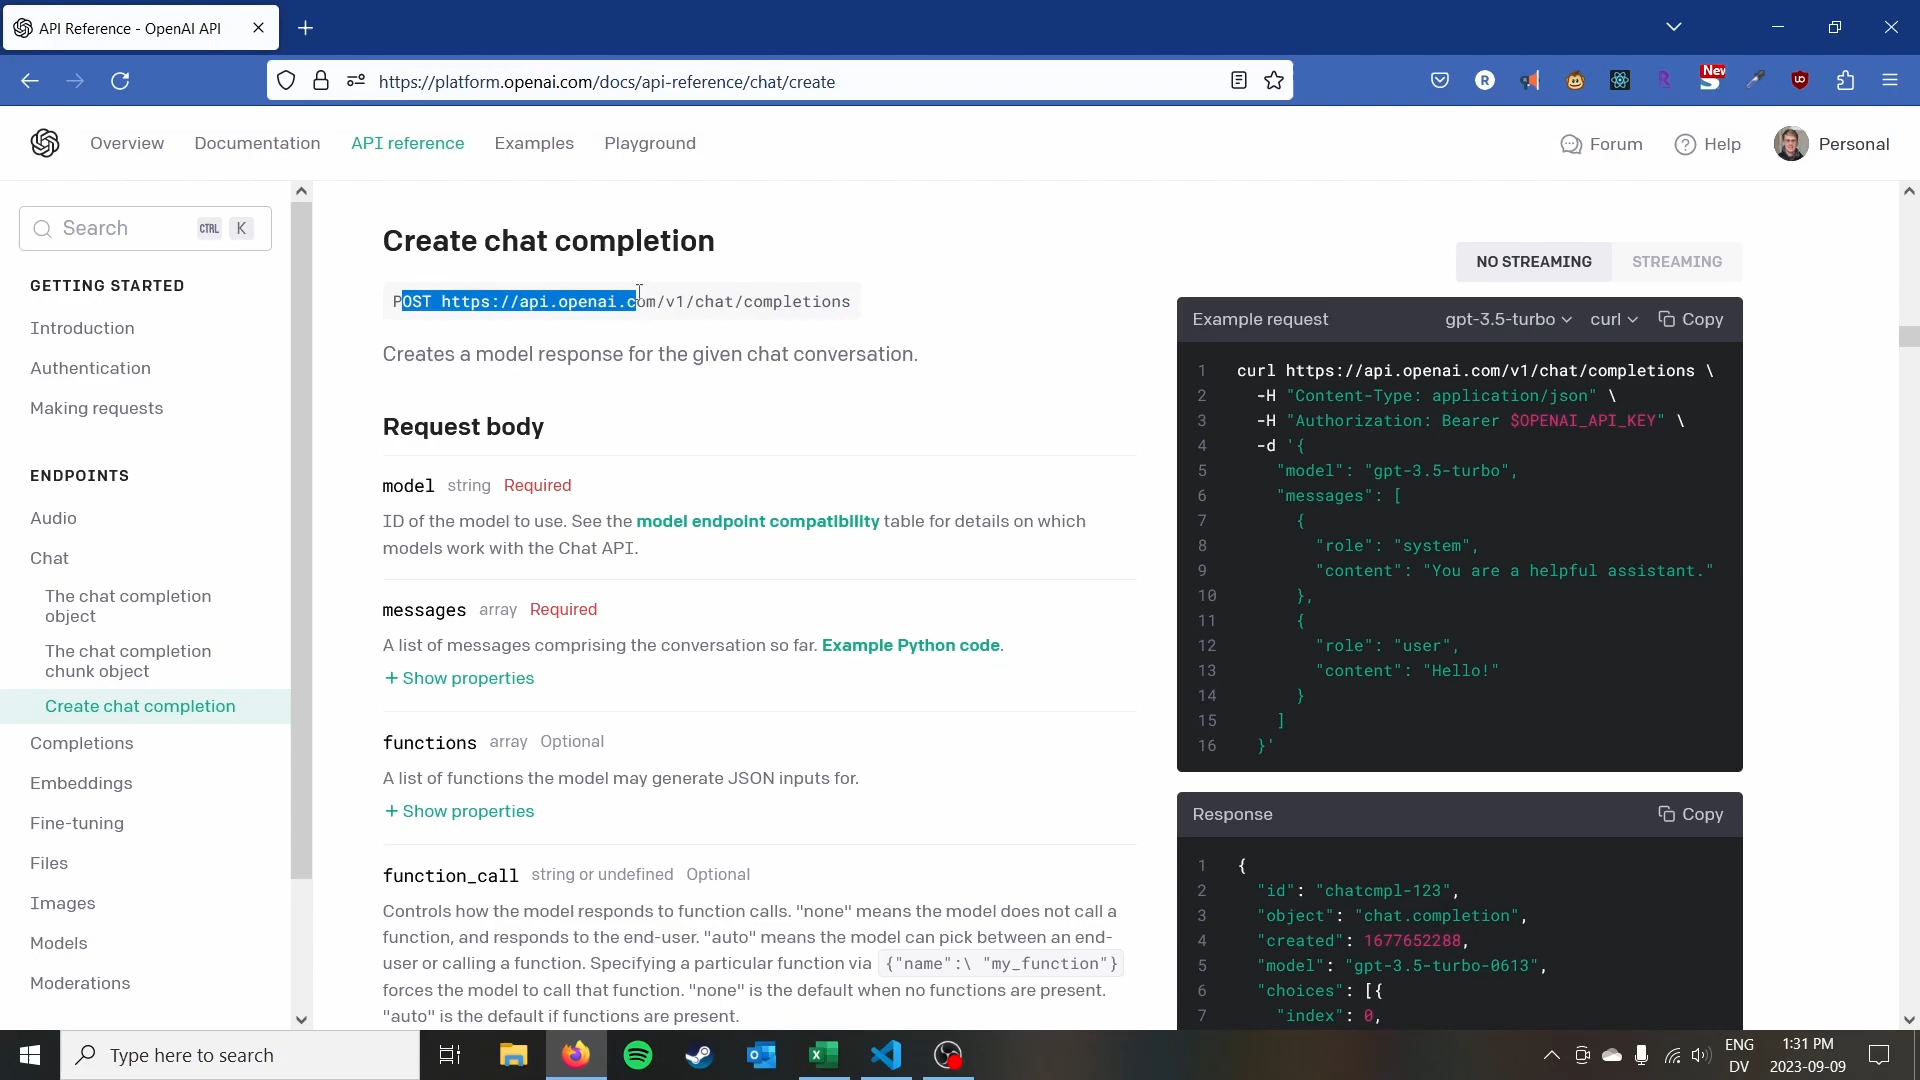 API Reference - OpenAI API
https://platform.openai.com/docs/api-reference/chat/create
New
Overview
Documentation
API reference
Examples
Playground
Forum
Help
Personal
Search
CTRL
K
GETTING STARTED
Introduction
Authentication
Making requests
ENDPOINTS
Audio
Chat
The chat completion
object
The chat completion
chunk object
Create chat completion
Completions
Embeddings
Fine-tuning
Files
Images
Models
Moderations
Create chat completion
POST https://api.openai.com/v1/chat/completions
Creates a model response for the given chat conversation.
Request body
model string Required
ID of the model to use. See the model endpoint compatibility table for details on which
models work with the Chat API.
messages array Required
A list of messages comprising the conversation so far. Example Python code.
+ Show properties
functions array Optional
A list of functions the model may generate JSON inputs for.
+ Show properties
function_call string or undefined Optional
Controls how the model responds to function calls. "none" means the model does not call a
function, and responds to the end-user. "auto" means the model can pick between an end-
user or calling a function. Specifying a particular function via {"name":\ "my_function"}
forces the model to call that function. "none" is the default when no functions are present.
"auto" is the default if functions are present.
NO STREAMING
STREAMING
Example request
gpt-3.5-turbo
curl
Copy
1 curl https://api.openai.com/v1/chat/completions \
2 -H "Content-Type: application/json" \
3 -H "Authorization: Bearer $OPENAI_API_KEY" \
4 -d '{
5 "model": "gpt-3.5-turbo",
6 "messages": [
7 {
8 "role": "system",
9 "content": "You are a helpful assistant."
10 },
11 {
12 "role": "user",
13 "content": "Hello!"
14 }
15 ]
16 }'
Response
Copy
1 {
2 "id": "chatcmpl-123",
3 "object": "chat.completion",
4 "created": 1677652288,
5 "model": "gpt-3.5-turbo-0613",
6 "choices": [{
7 "index": 0,
Type here to search
ENG
DV
1:31 PM
2023-09-09